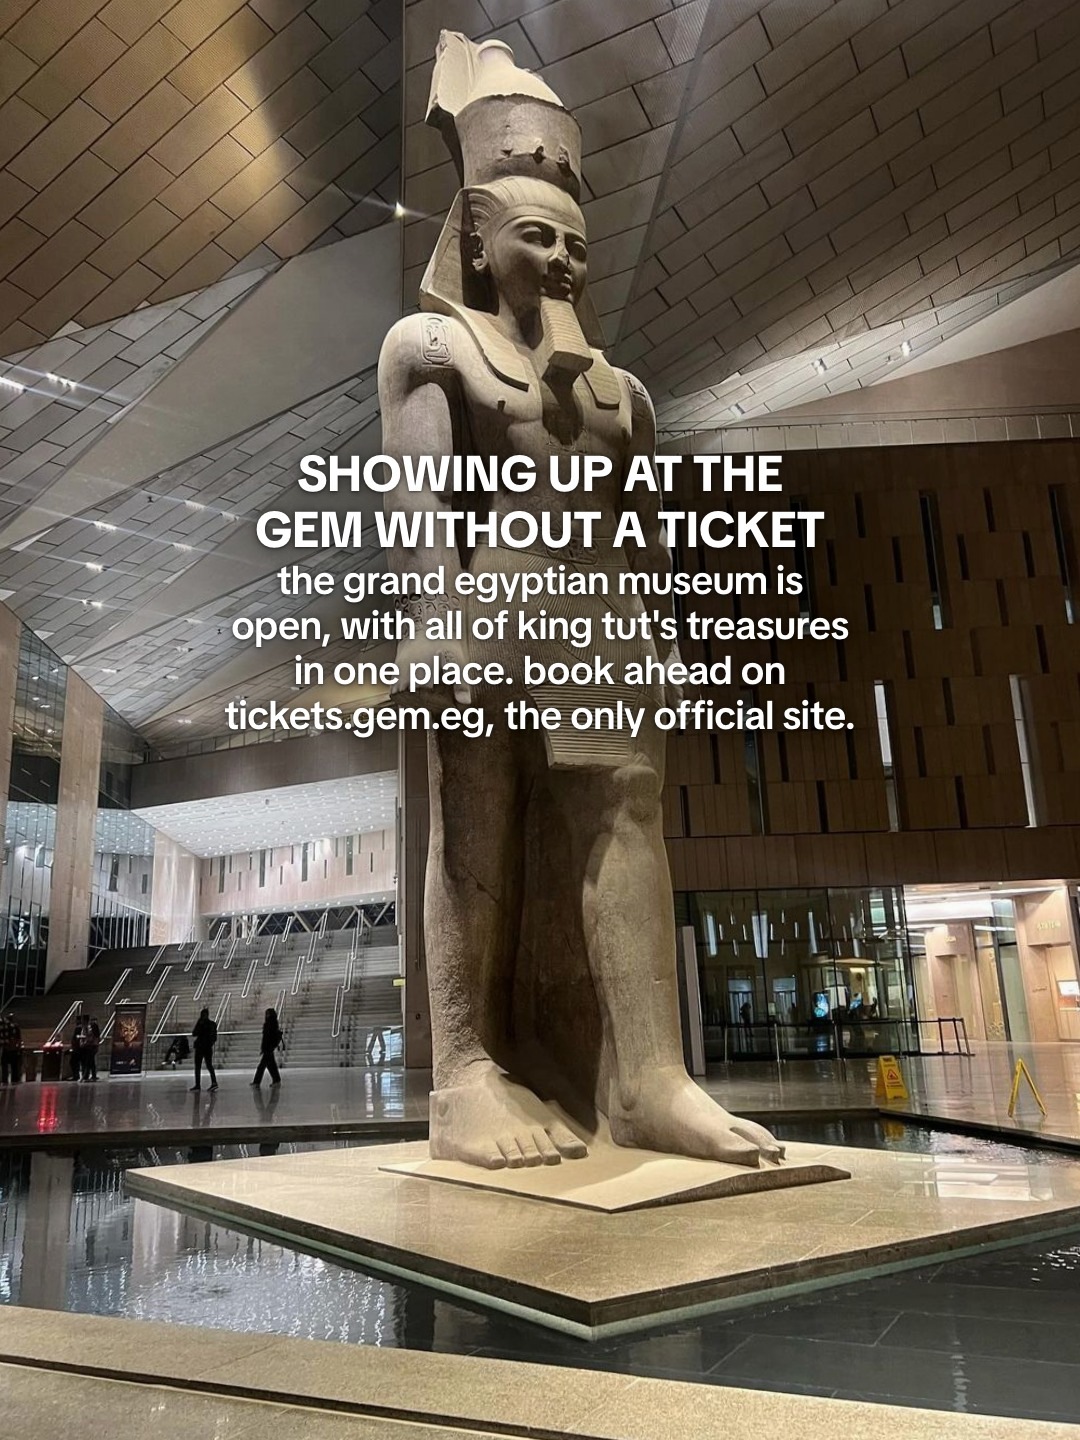 SHOWING UP AT THE
GEM WITHOUT A TICKET
the grand egyptian museum is
open, with all of king tut's treasures
in one place. book ahead on
tickets.gem.eg, the only official site.